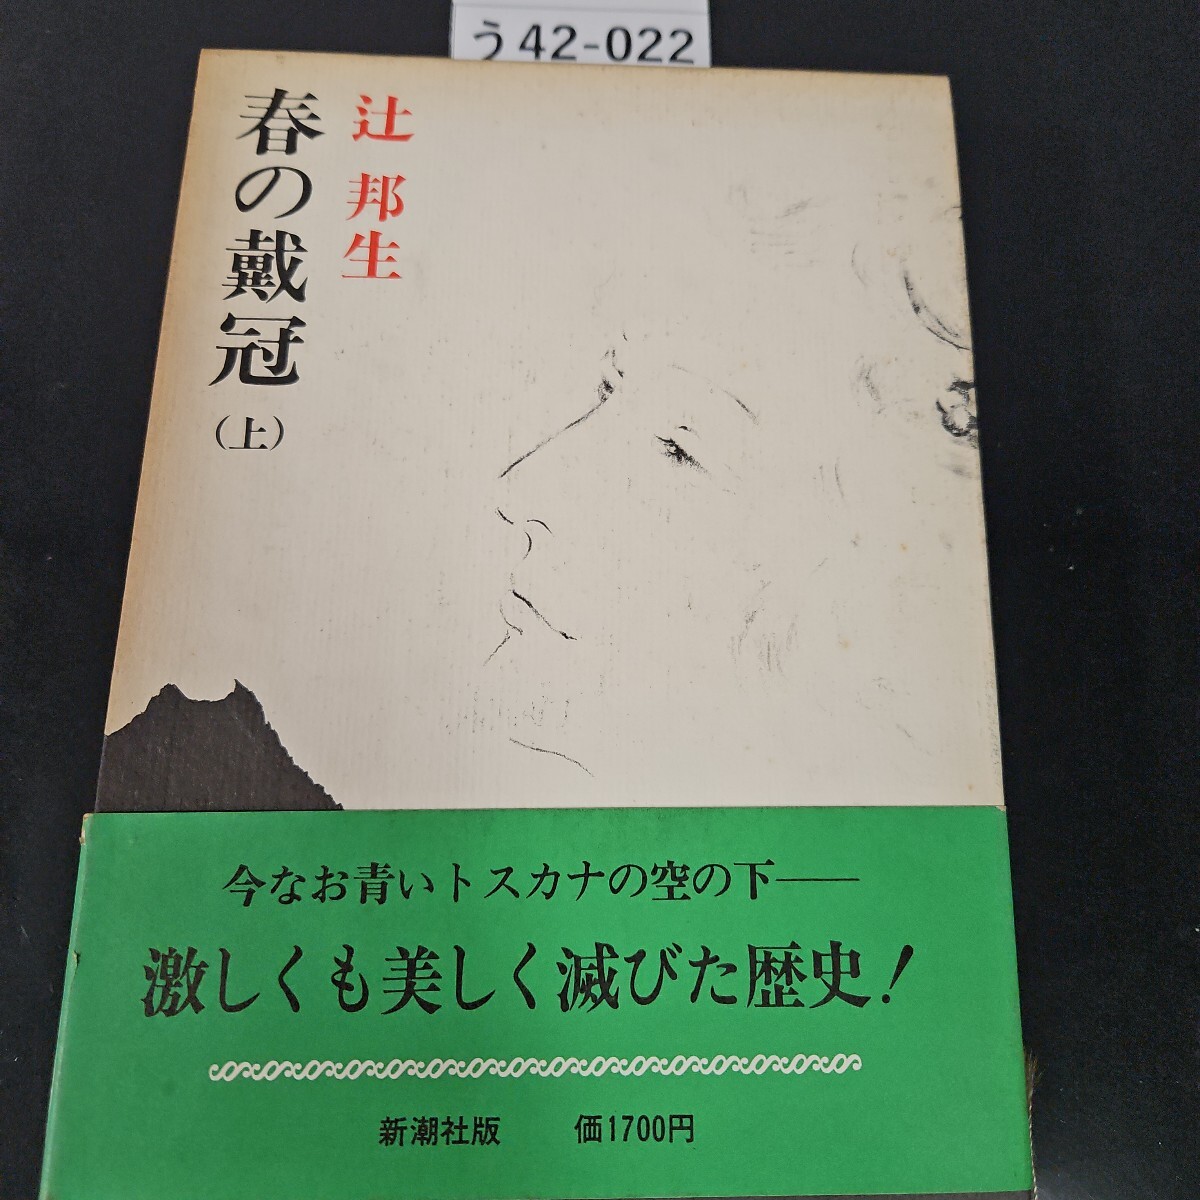 う42-022
辻 邦生
春の戴冠(上)
今なお青いトスカナの空の下――
激しくも美しく滅びた歴史!
新潮社版 価1700円